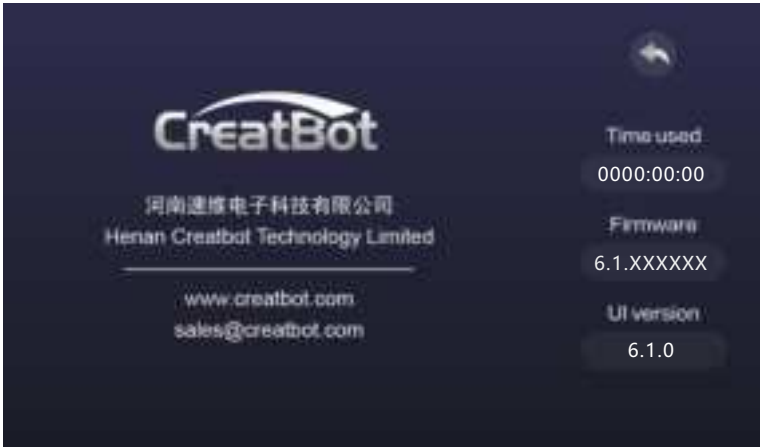 CreatBot
河南速维电子科技有限公司
Henan Creatbot Technology Limited
www.creatbot.com
sales@creatbot.com
Time used
0000:00:00
Firmware
6.1.XXXXXX
UI version
6.1.0